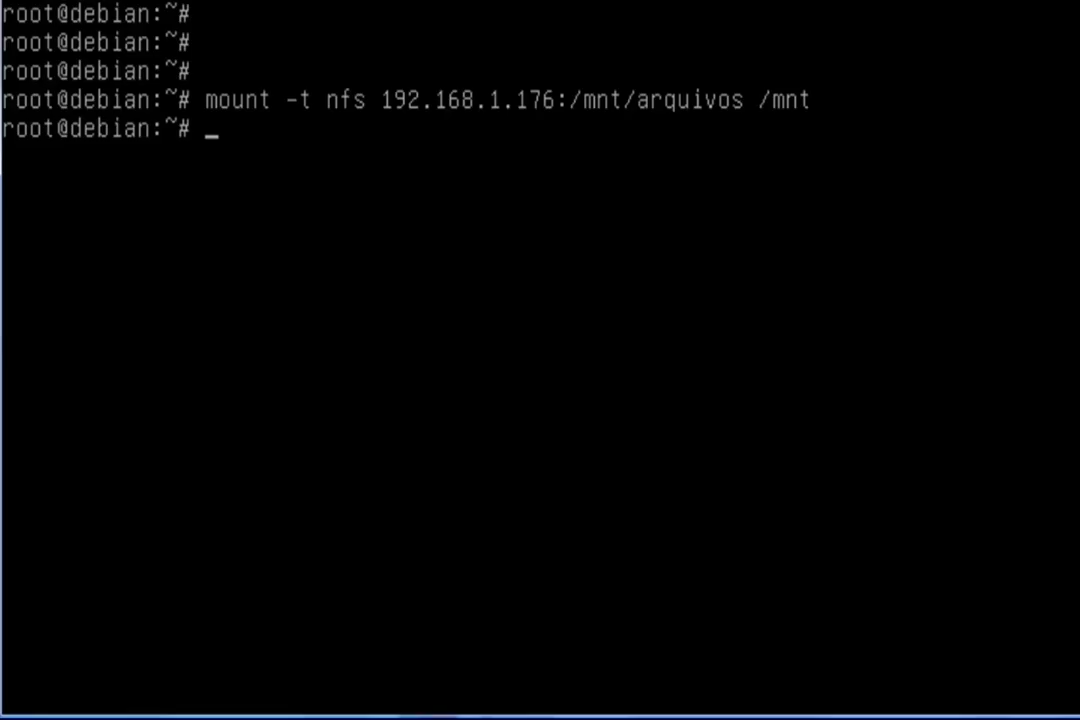 root@debian:~#
root@debian:~#
root@debian:~#
root@debian:~# mount -t nfs 192.168.1.176:/mnt/arquivos /mnt
root@debian:~# _